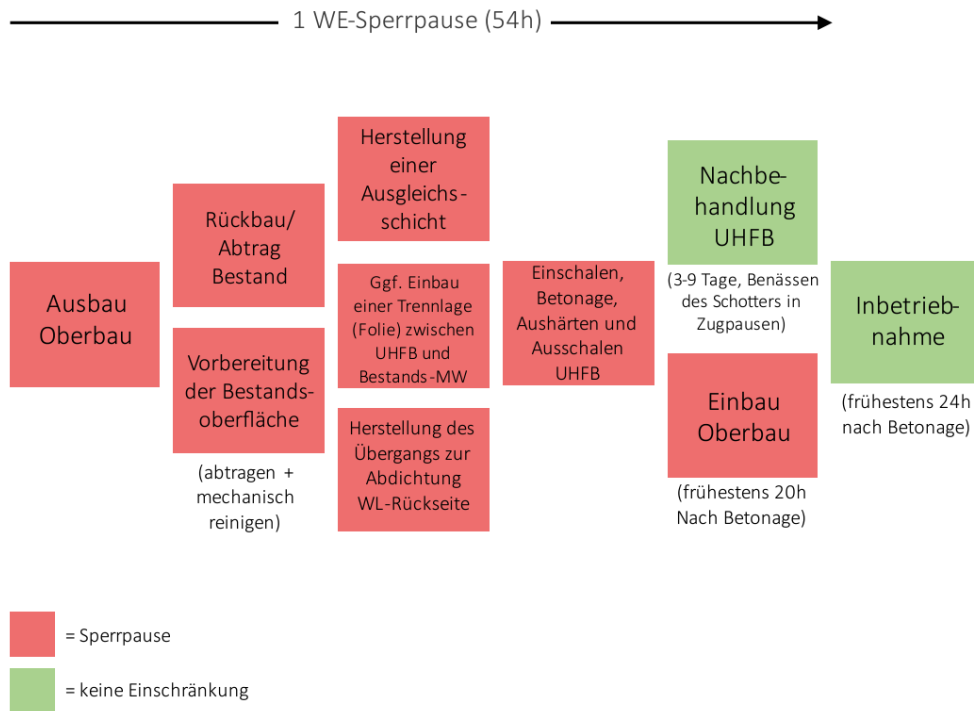 1 WE-Sperrpause (54h)
Ausbau
Oberbau
Rückbau/
Abtrag
Bestand
Vorbereitung
der Bestands-
oberfläche
(abtragen +
mechanisch
reinigen)
Herstellung
einer
Ausgleichs-
schicht
Ggf. Einbau
einer Trennlage
(Folie) zwischen
UHFB und
Bestands-MW
Herstellung des
Übergangs zur
Abdichtung
WL-Rückseite
Einschalen,
Betonage,
Aushärten und
Ausschalen
UHFB
Nachbe-
handlung
UHFB
(3-9 Tage, Benässen
des Schotters in
Zugpausen)
Einbau
Oberbau
(frühestens 20h
Nach Betonage)
Inbetrieb-
nahme
(frühestens 24h
nach Betonage)
= Sperrpause
= keine Einschränkung